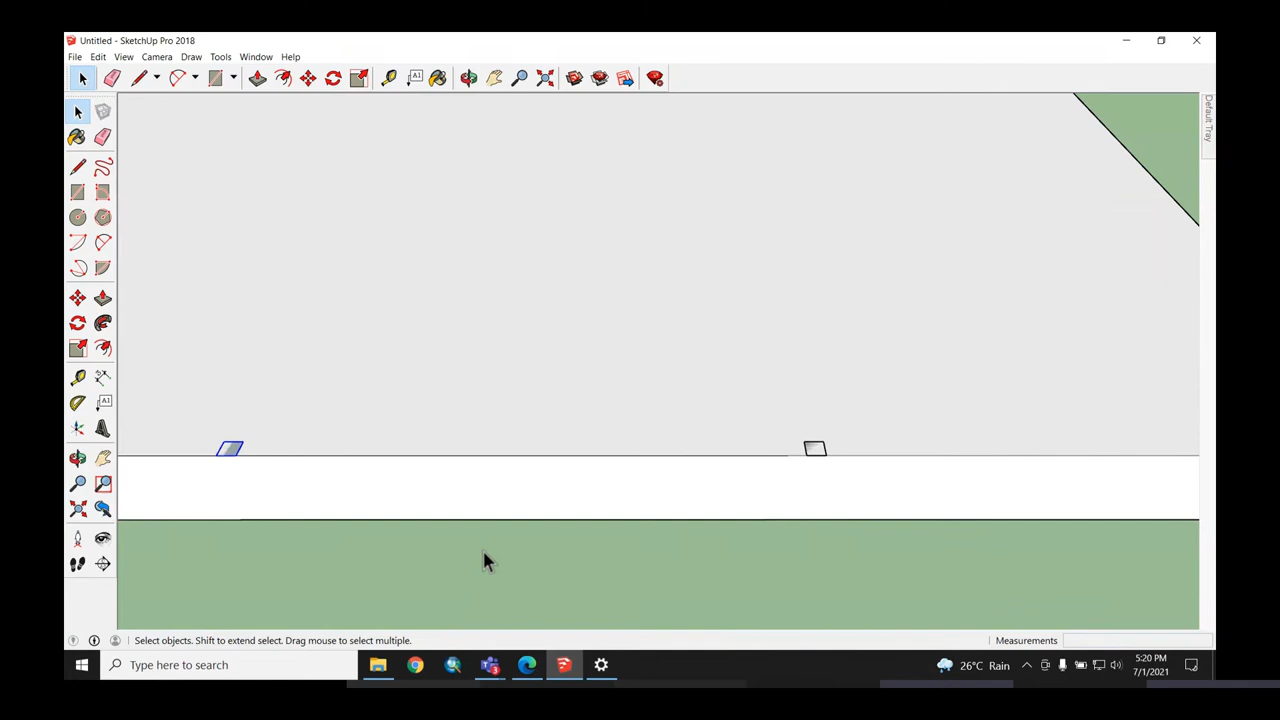 Untitled - SketchUp Pro 2018
File Edit View Camera Draw Tools Window Help
A1
Default Tray
A1
Select objects. Shift to extend select. Drag mouse to select multiple.
Measurements
Type here to search
26°C Rain
5:20 PM
7/1/2021